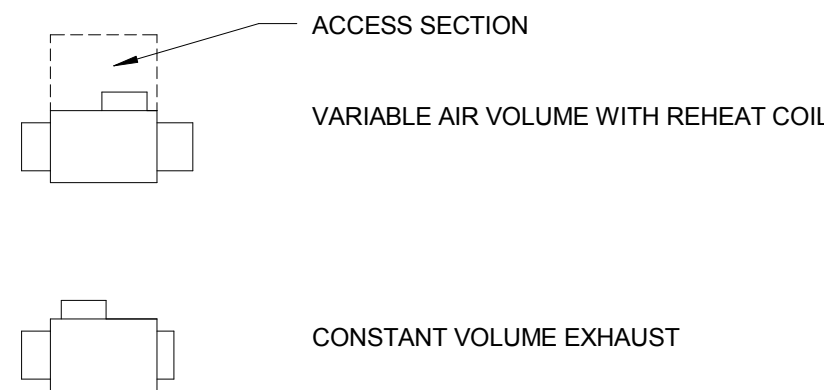 ACCESS SECTION
VARIABLE AIR VOLUME WITH REHEAT COIL
CONSTANT VOLUME EXHAUST